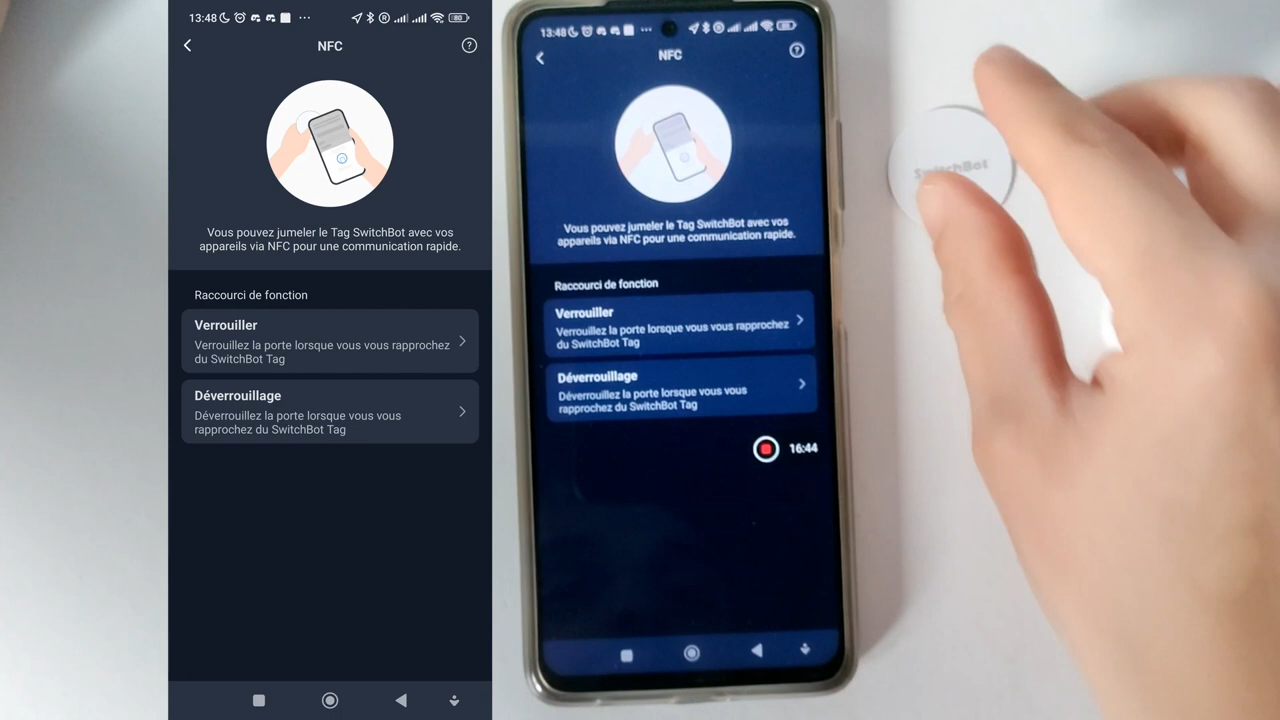 13:48
80
NFC
?
Vous pouvez jumeler le Tag SwitchBot avec vos
appareils via NFC pour une communication rapide.
Raccourci de fonction
Verrouiller
Verrouillez la porte lorsque vous vous rapprochez
du SwitchBot Tag
Déverrouillage
Déverrouillez la porte lorsque vous vous
rapprochez du SwitchBot Tag
13:48
NFC
?
Vous pouvez jumeler le Tag SwitchBot avec vos
appareils via NFC pour une communication rapide.
Raccourci de fonction
Verrouiller
Verrouillez la porte lorsque vous vous rapprochez
du SwitchBot Tag
Déverrouillage
Déverrouillez la porte lorsque vous vous
rapprochez du SwitchBot Tag
16:44
SwitchBot